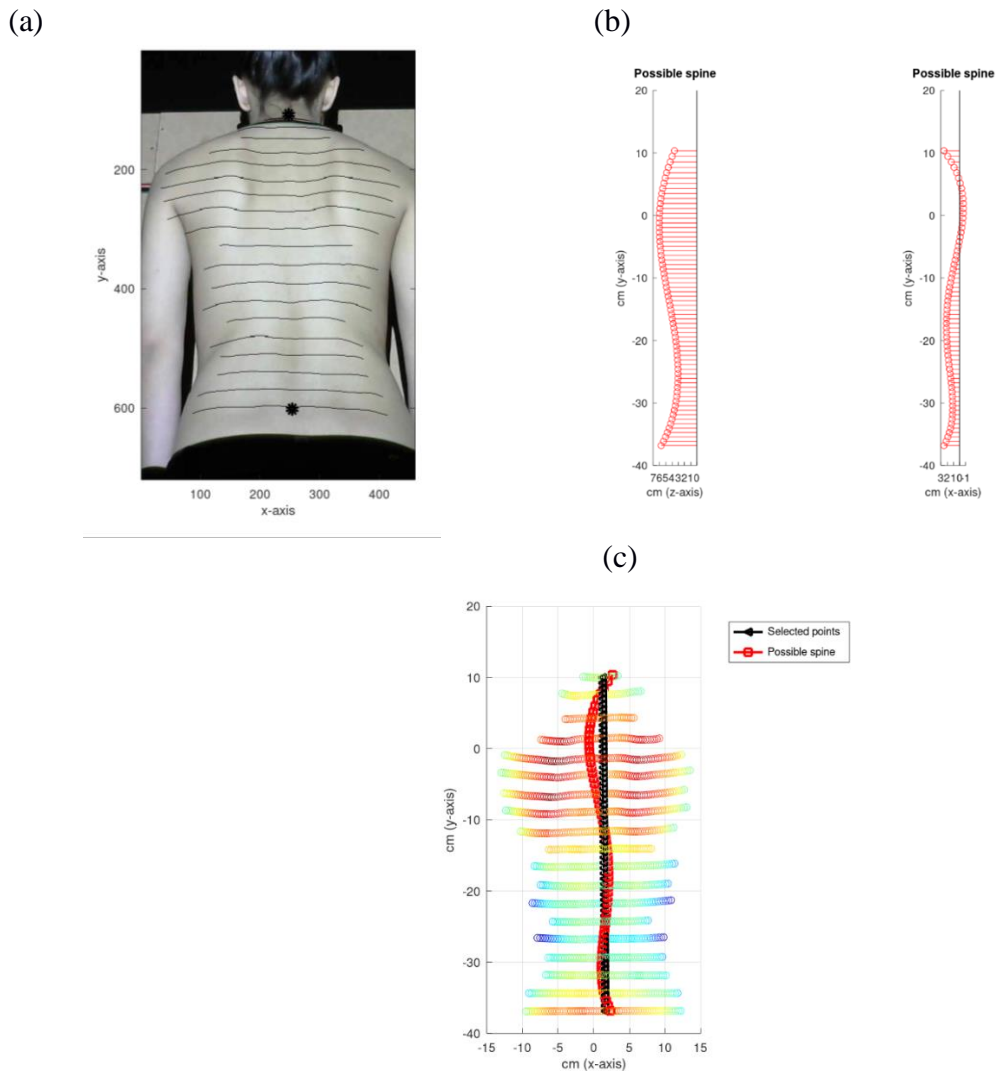 (a)
200
400
600
y-axis
100 200 300 400
x-axis
(b)
Possible spine
20
10
0
-10
-20
-30
-40
cm (y-axis)
76543210
cm (z-axis)
Possible spine
20
10
0
-10
-20
-30
-40
cm (y-axis)
3210-1
cm (x-axis)
(c)
20
10
0
-10
-20
-30
-40
cm (y-axis)
-15 -10 -5 0 5 10 15
cm (x-axis)
Selected points
Possible spine